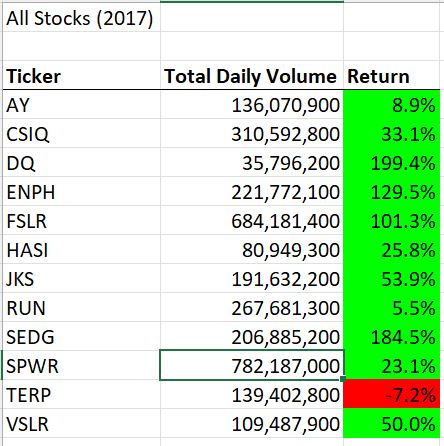 All Stocks (2017)
Ticker Total Daily Volume Return
AY 136,070,900 8.9%
CSIQ 310,592,800 33.1%
DQ 35,796,200 199.4%
ENPH 221,772,100 129.5%
FSLR 684,181,400 101.3%
HASI 80,949,300 25.8%
JKS 191,632,200 53.9%
RUN 267,681,300 5.5%
SEDG 206,885,200 184.5%
SPWR 782,187,000 23.1%
TERP 139,402,800 -7.2%
VSLR 109,487,900 50.0%